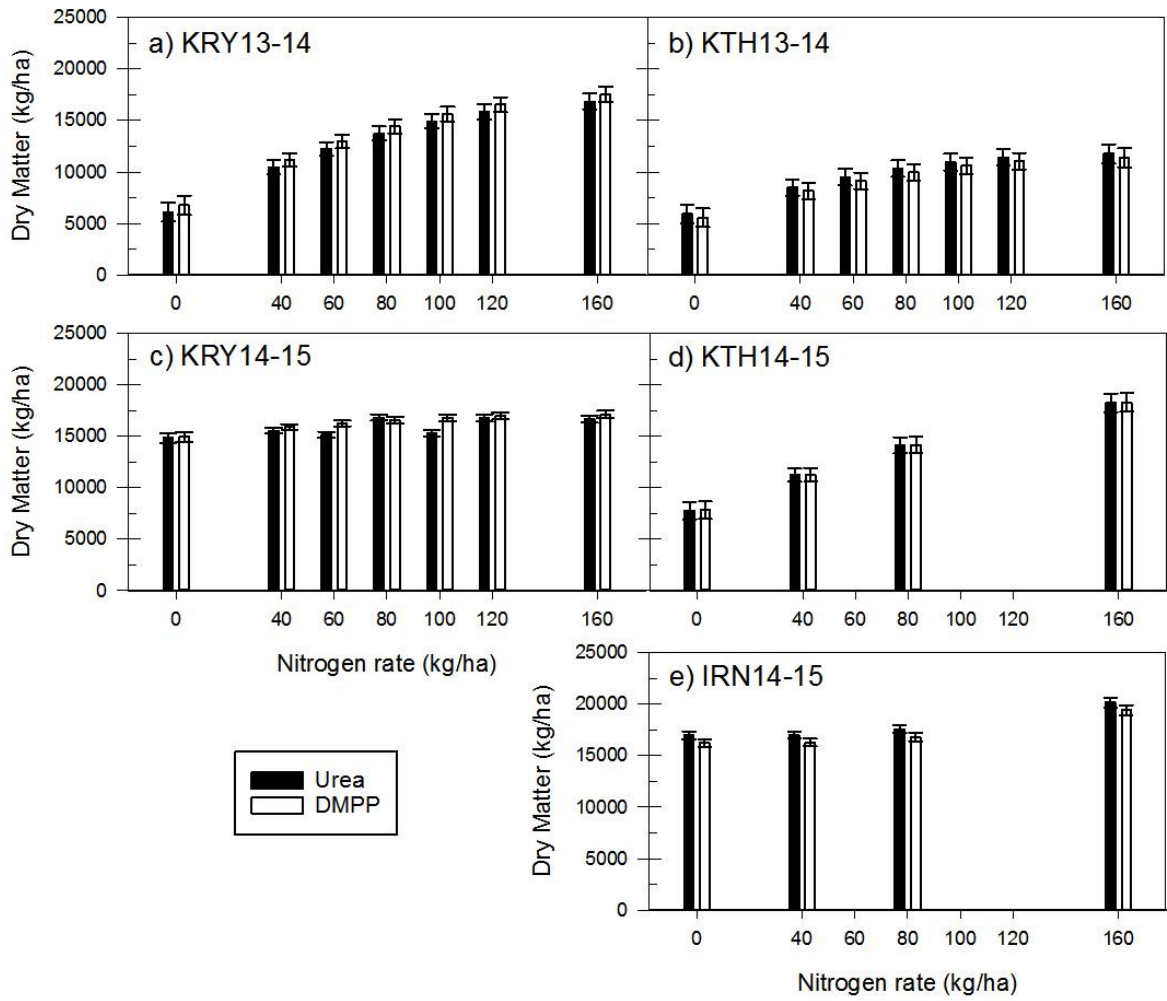 a) KRY13-14
b) KTH13-14
Dry Matter (kg/ha)
25000
20000
15000
10000
5000
0
0 40 60 80 100 120 160
0 40 60 80 100 120 160
c) KRY14-15
d) KTH14-15
Dry Matter (kg/ha)
25000
20000
15000
10000
5000
0
0 40 60 80 100 120 160
0 40 60 80 100 120 160
Nitrogen rate (kg/ha)
e) IRN14-15
Dry Matter (kg/ha)
25000
20000
15000
10000
5000
0
0 40 60 80 100 120 160
Nitrogen rate (kg/ha)
Urea
DMPP